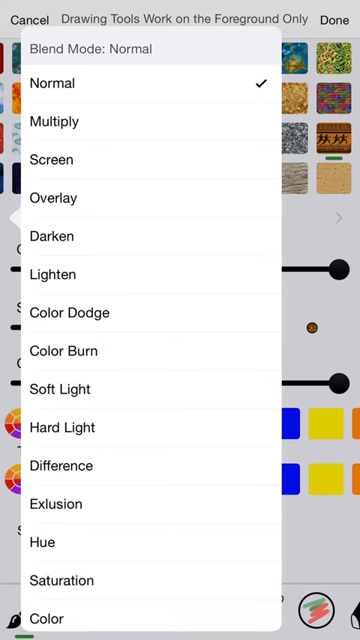 Cancel
Drawing Tools Work on the Foreground Only
Done
Blend Mode: Normal
Normal
Multiply
Screen
Overlay
Darken
Lighten
Color Dodge
Color Burn
Soft Light
Hard Light
Difference
Exlusion
Hue
Saturation
Color